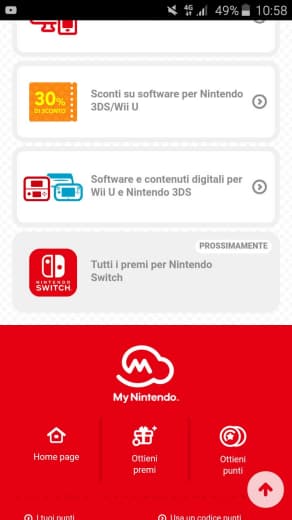 4G 49% 10:58
30%
DI SCONTO
Sconti su software per Nintendo
3DS/Wii U
Software e contenuti digitali per
Wii U e Nintendo 3DS
PROSSIMAMENTE
Tutti i premi per Nintendo
Switch
NINTENDO
SWITCH
My Nintendo.
Home page
Ottieni
premi
Ottieni
punti
I tuoi punti
Usa un codice punti